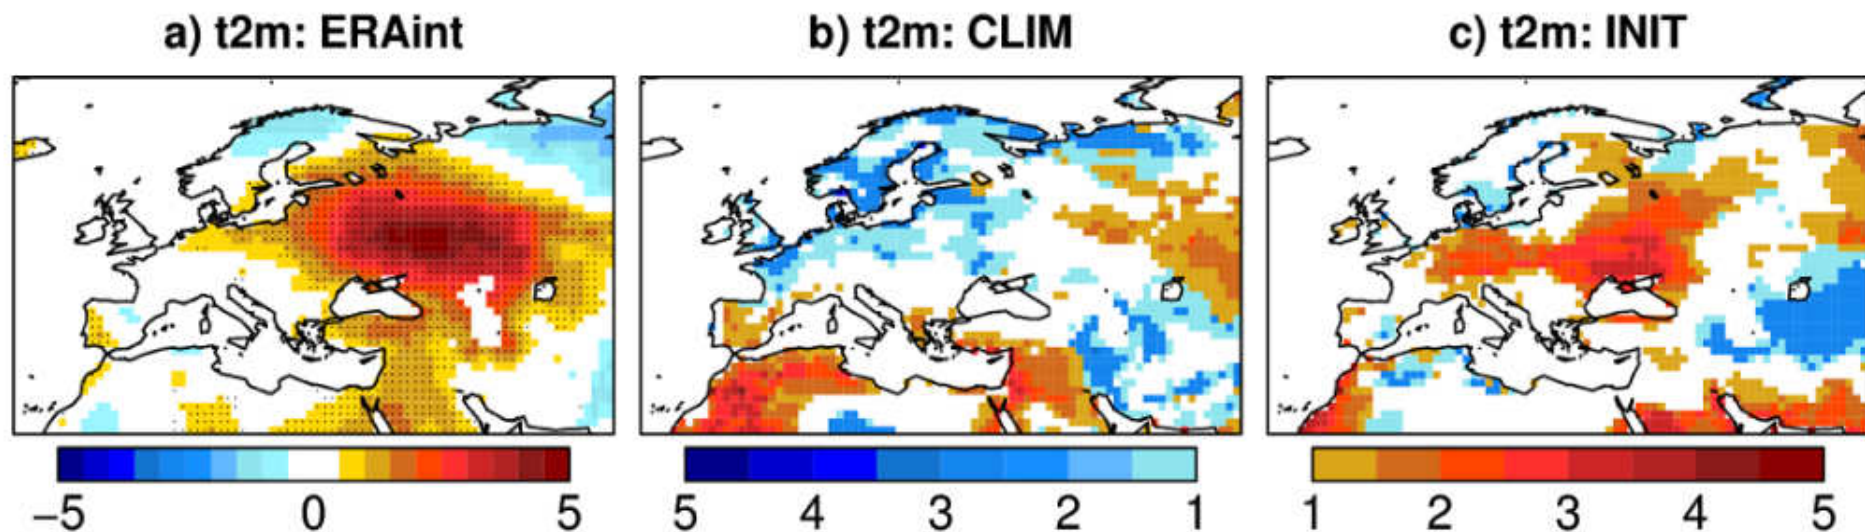 a) t2m: ERAint
b) t2m: CLIM
c) t2m: INIT
−5 0 5
5 4 3 2 1
1 2 3 4 5